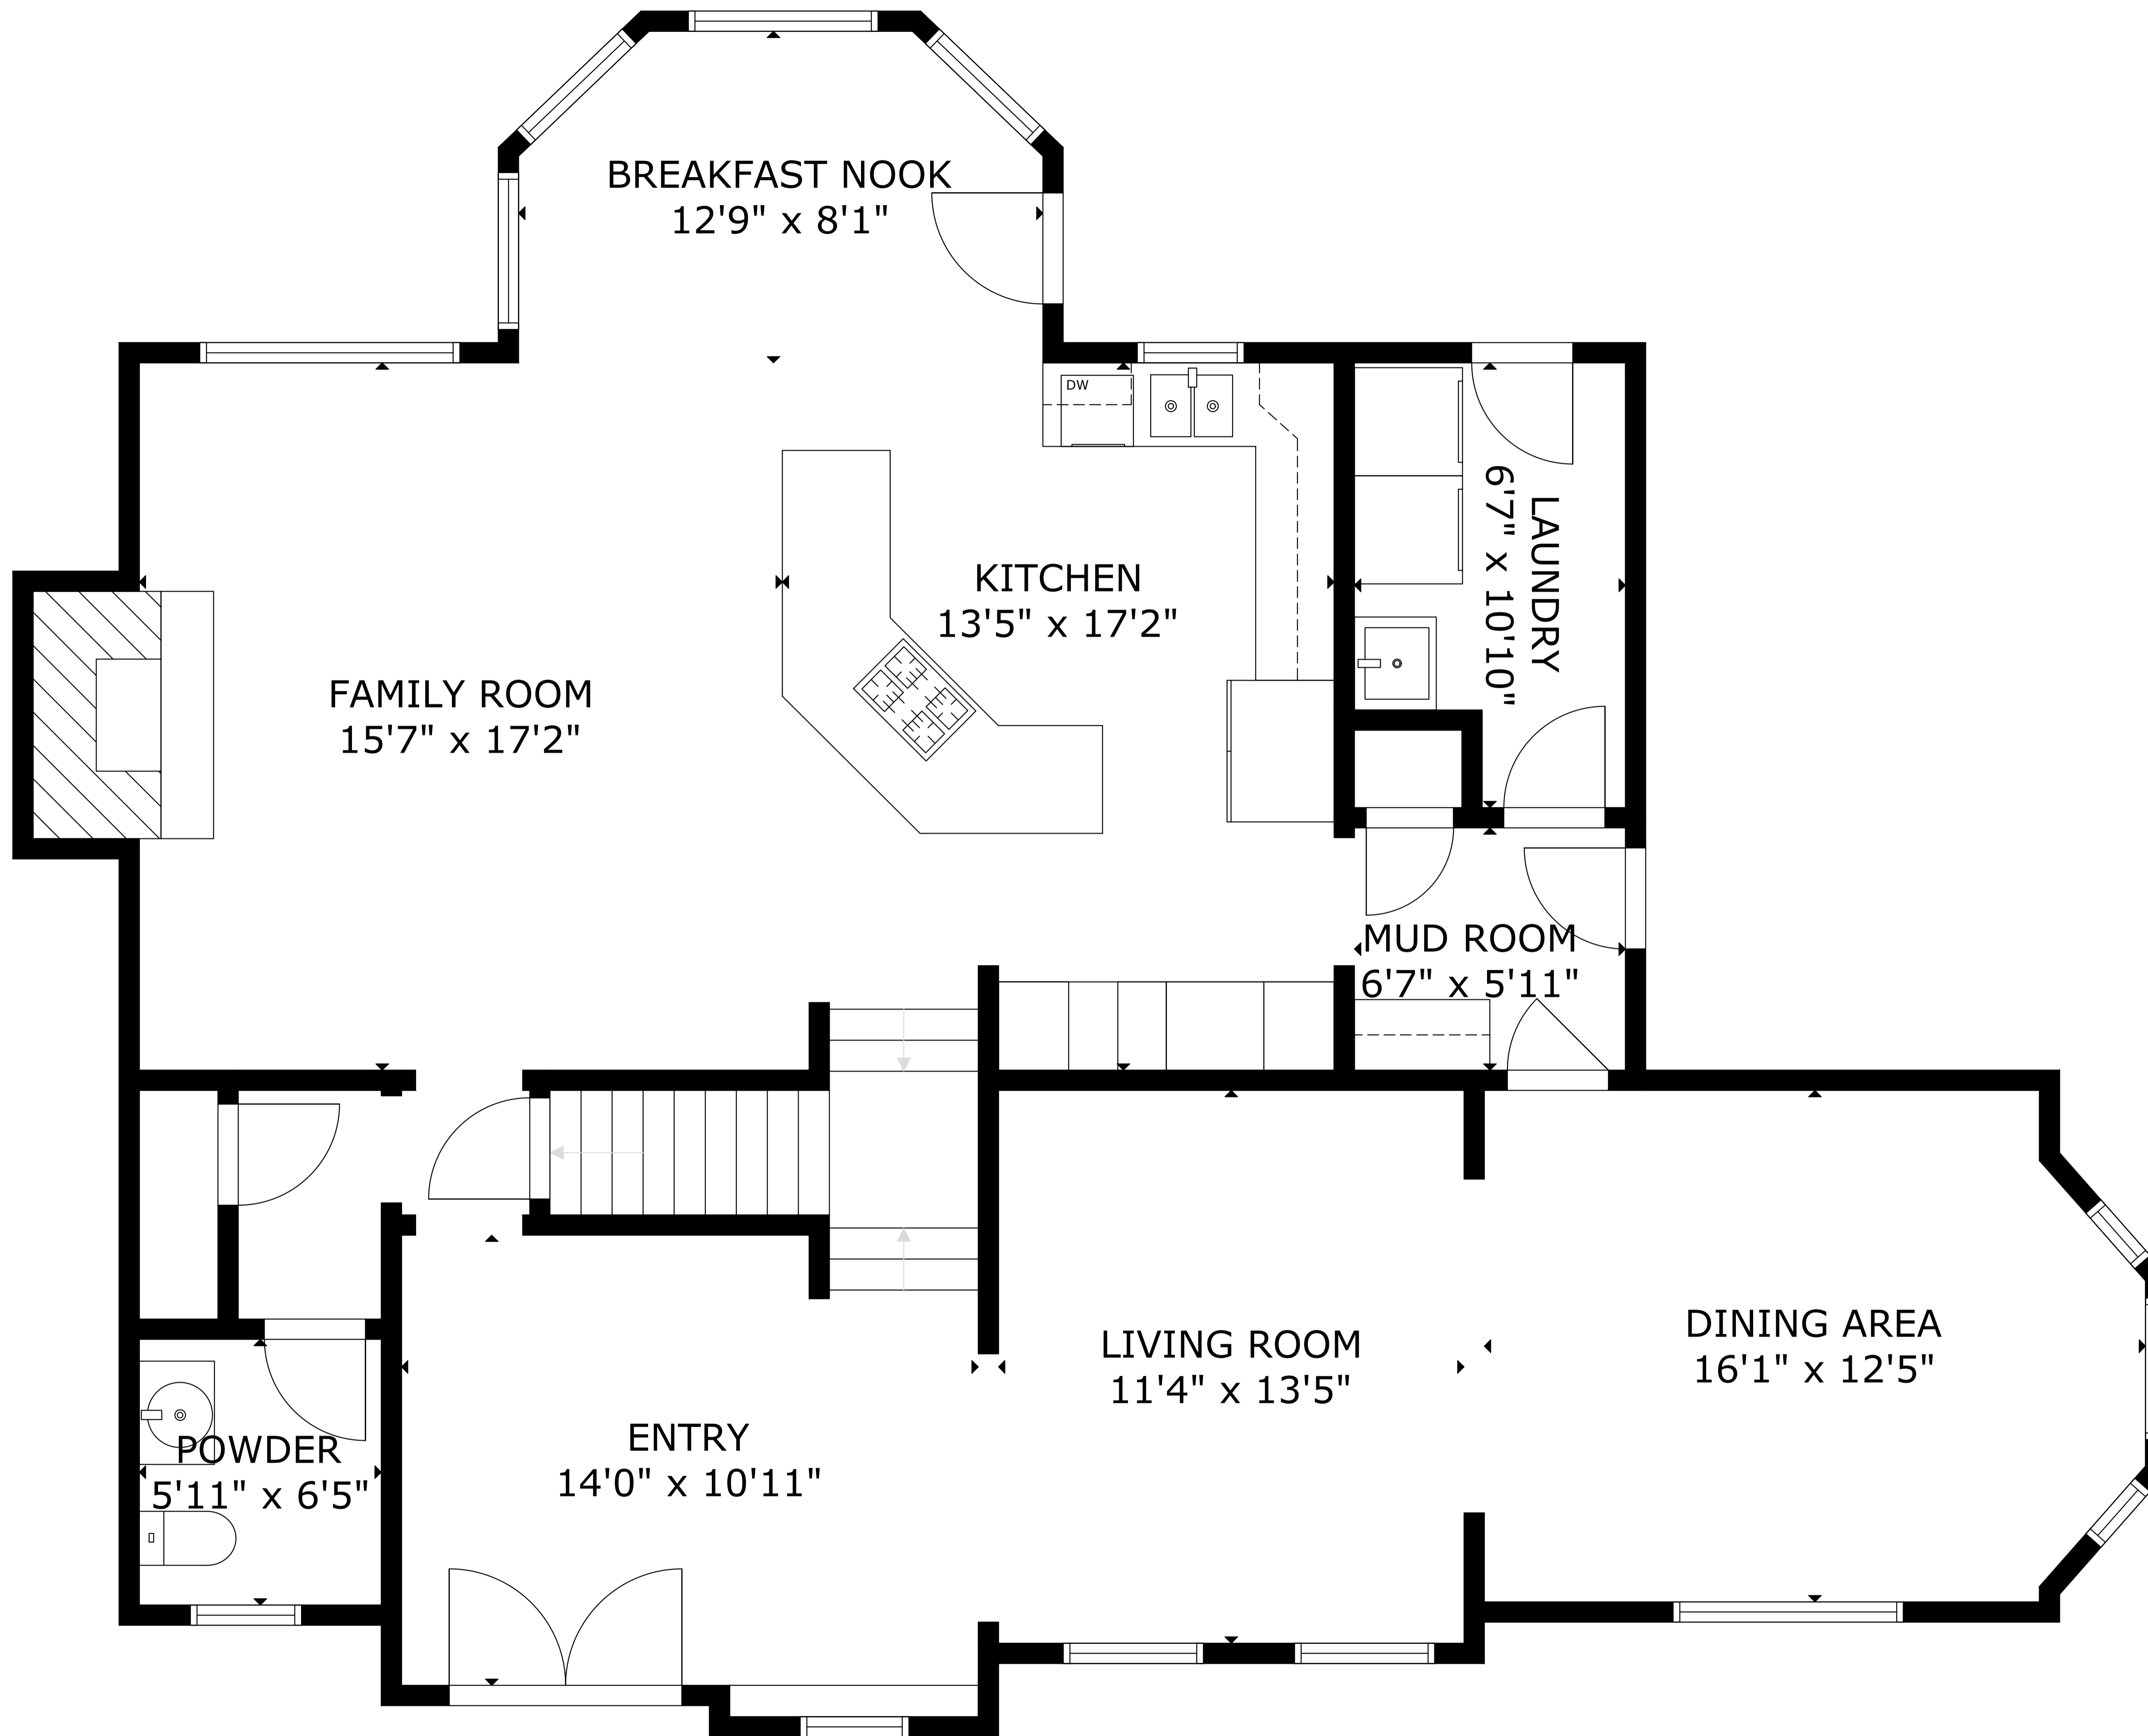 BREAKFAST NOOK
12'9" x 8'1"
DW
KITCHEN
13'5" x 17'2"
LAUNDRY
6'7" x 10'10"
FAMILY ROOM
15'7" x 17'2"
MUD ROOM
6'7" x 5'11"
LIVING ROOM
11'4" x 13'5"
DINING AREA
16'1" x 12'5"
ENTRY
14'0" x 10'11"
POWDER
5'11" x 6'5"